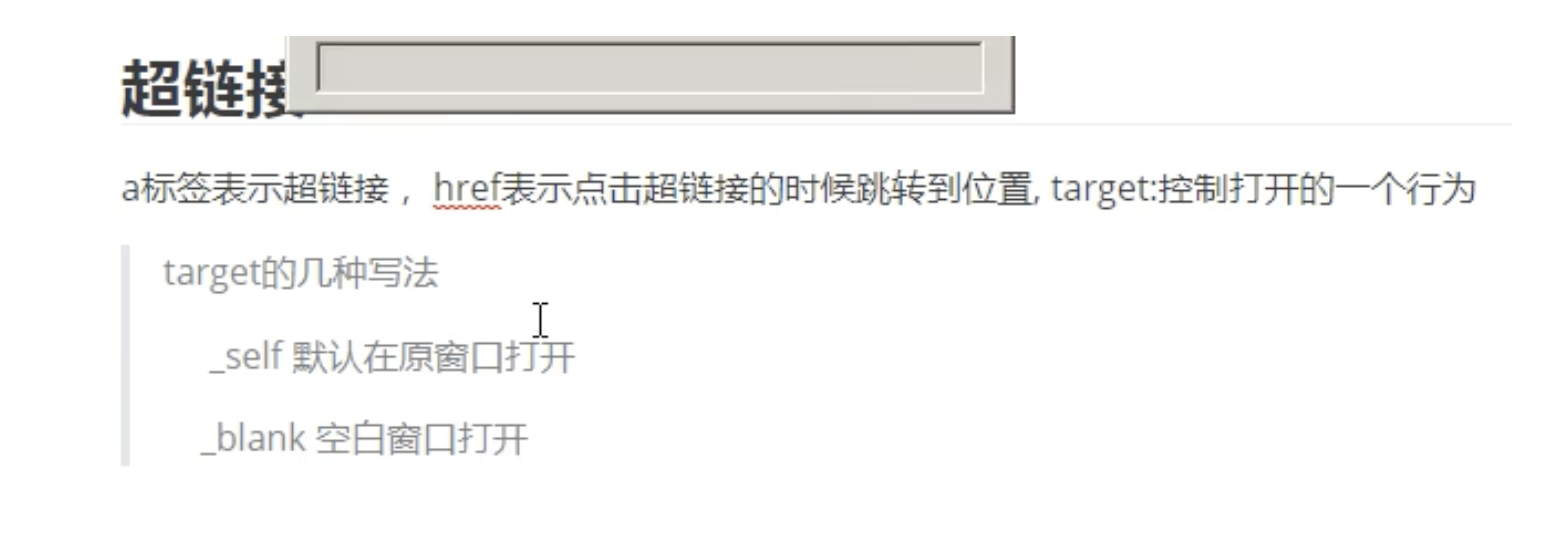 超链接
a标签表示超链接， href表示点击超链接的时候跳转到位置, target:控制打开的一个行为
target的几种写法
_self 默认在原窗口打开
_blank 空白窗口打开